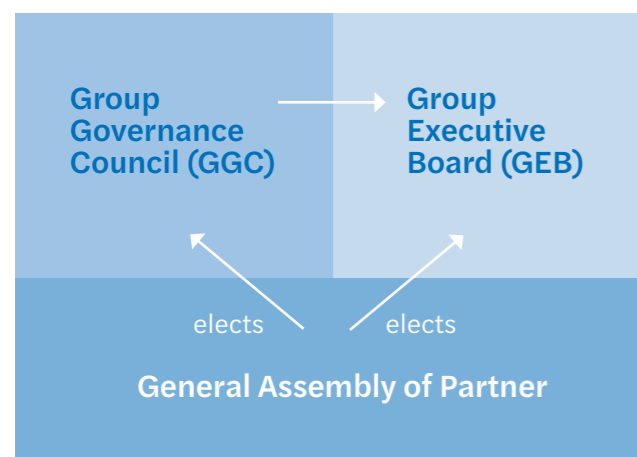 Group
Governance
Council (GGC)
Group
Executive
Board (GEB)
elects
elects
General Assembly of Partner